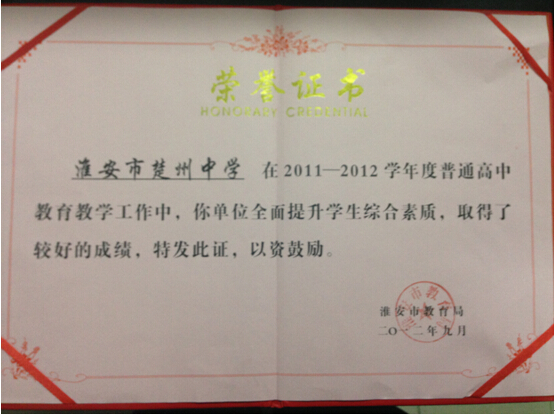 荣誉证书
HONORARY CREDENTIAL
淮安市楚州中学 在2011—2012学年度普通高中
教育教学工作中，你单位全面提升学生综合素质，取得了
较好的成绩，特发此证，以资鼓励。
淮安市教育局
二〇一二年九月